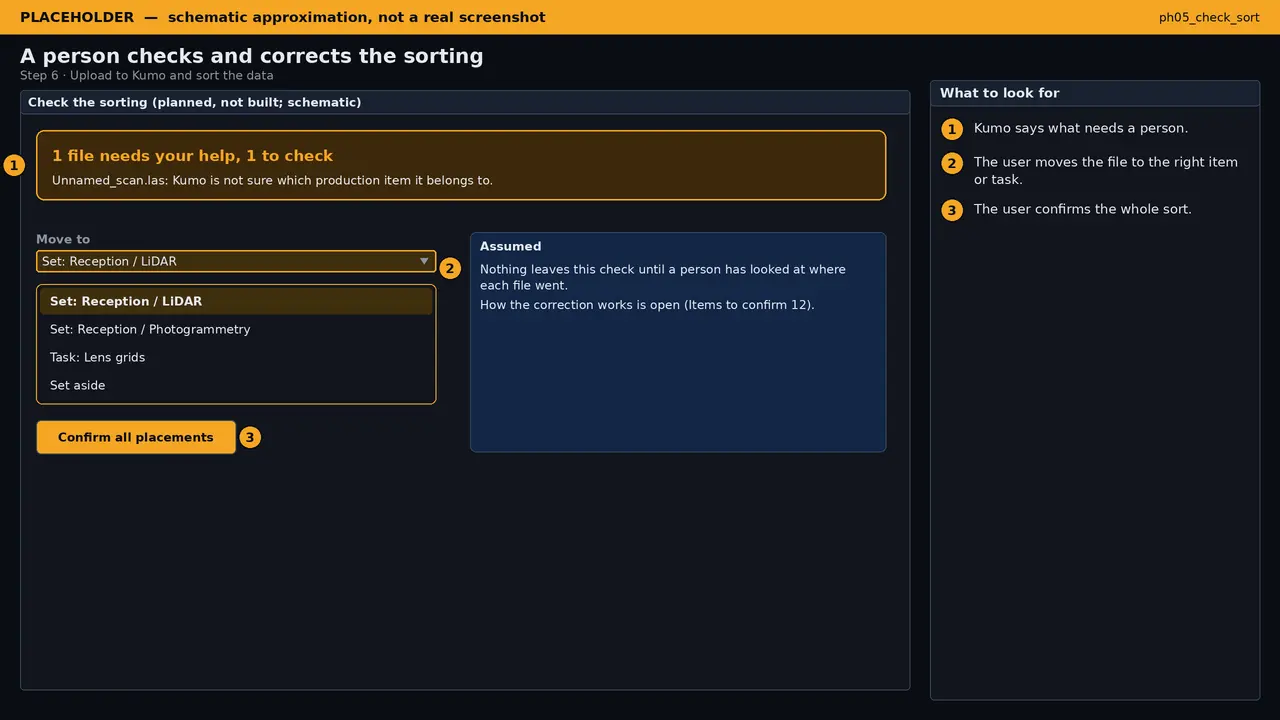 PLACEHOLDER — schematic approximation, not a real screenshot
ph05_check_sort
A person checks and corrects the sorting
Step 6 · Upload to Kumo and sort the data
Check the sorting (planned, not built; schematic)
1
1 file needs your help, 1 to check
Unnamed_scan.las: Kumo is not sure which production item it belongs to.
Move to
Set: Reception / LiDAR
2
Set: Reception / LiDAR
Set: Reception / Photogrammetry
Task: Lens grids
Set aside
Confirm all placements
3
Assumed
Nothing leaves this check until a person has looked at where
each file went.
How the correction works is open (Items to confirm 12).
What to look for
1 Kumo says what needs a person.
2 The user moves the file to the right item
or task.
3 The user confirms the whole sort.